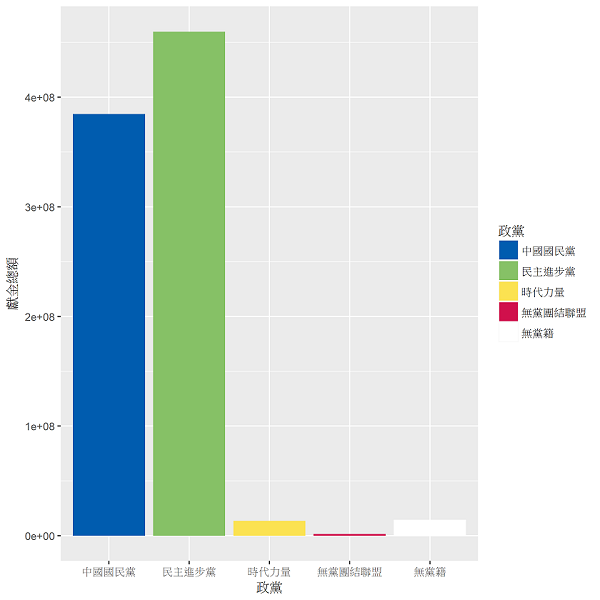 獻金總額
4e+08
3e+08
2e+08
1e+08
0e+00
中國國民黨 民主進步黨 時代力量 無黨團結聯盟 無黨籍
政黨
政黨
中國國民黨
民主進步黨
時代力量
無黨團結聯盟
無黨籍